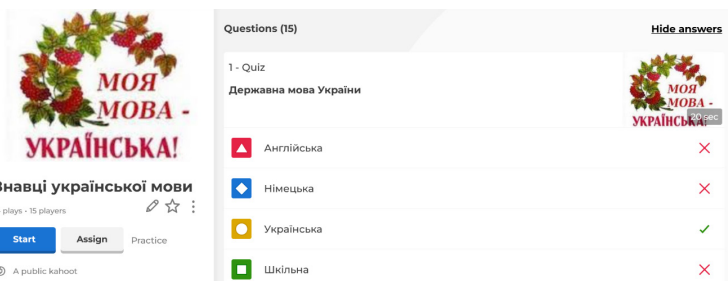 МОЯ
МОВА -
УКРАЇНСЬКА!
Знавці української мови
plays • 15 players
Start
Assign
Practice
A public kahoot
Questions (15)
Hide answers
1 - Quiz
Державна мова України
МОЯ
МОВА -
УКРАЇНСЬКА!
20 sec
Англійська
Німецька
Українська
Шкільна